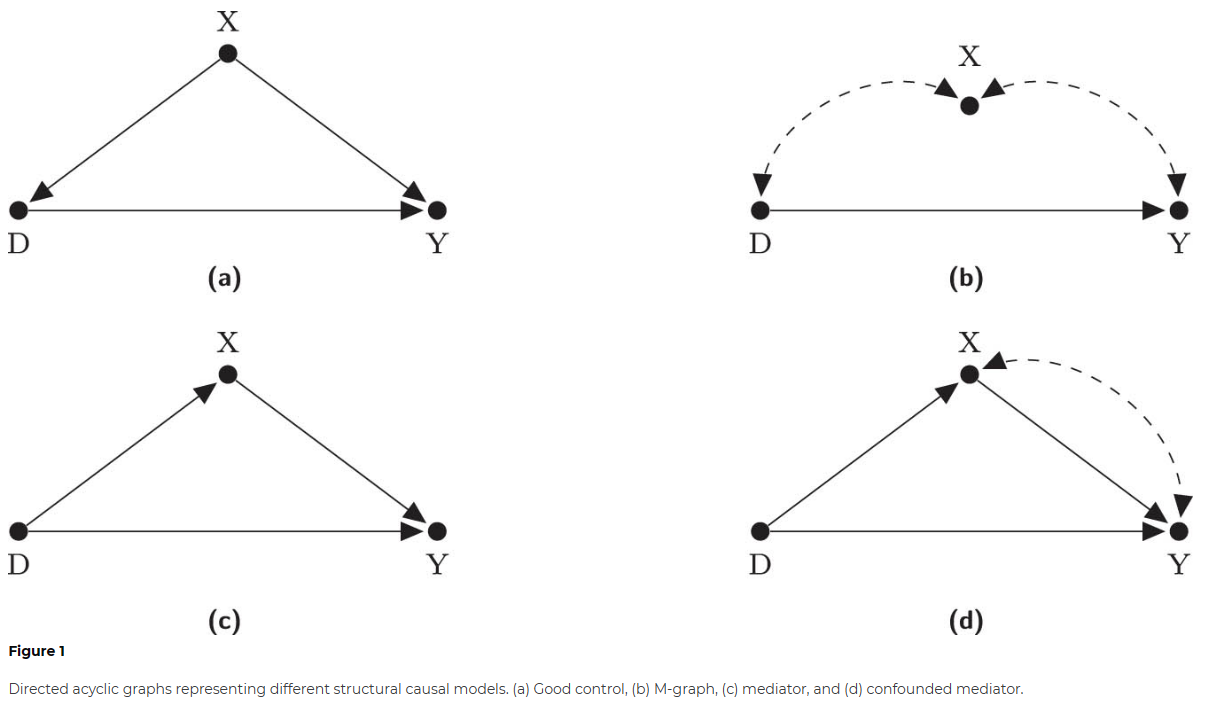 X
D
Y
(a)
X
D
Y
(b)
X
D
Y
(c)
X
D
Y
(d)
Figure 1
Directed acyclic graphs representing different structural causal models. (a) Good control, (b) M-graph, (c) mediator, and (d) confounded mediator.